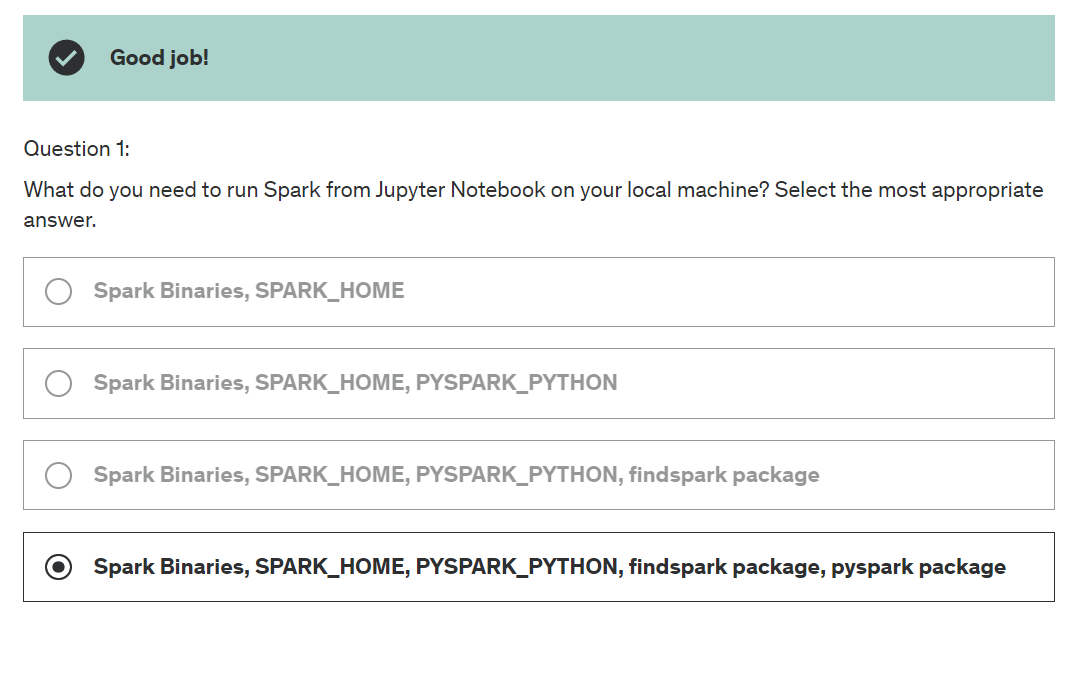 Good job!
Question 1:
What do you need to run Spark from Jupyter Notebook on your local machine? Select the most appropriate
answer.
Spark Binaries, SPARK_HOME
Spark Binaries, SPARK_HOME, PYSPARK_PYTHON
Spark Binaries, SPARK_HOME, PYSPARK_PYTHON, findspark package
Spark Binaries, SPARK_HOME, PYSPARK_PYTHON, findspark package, pyspark package